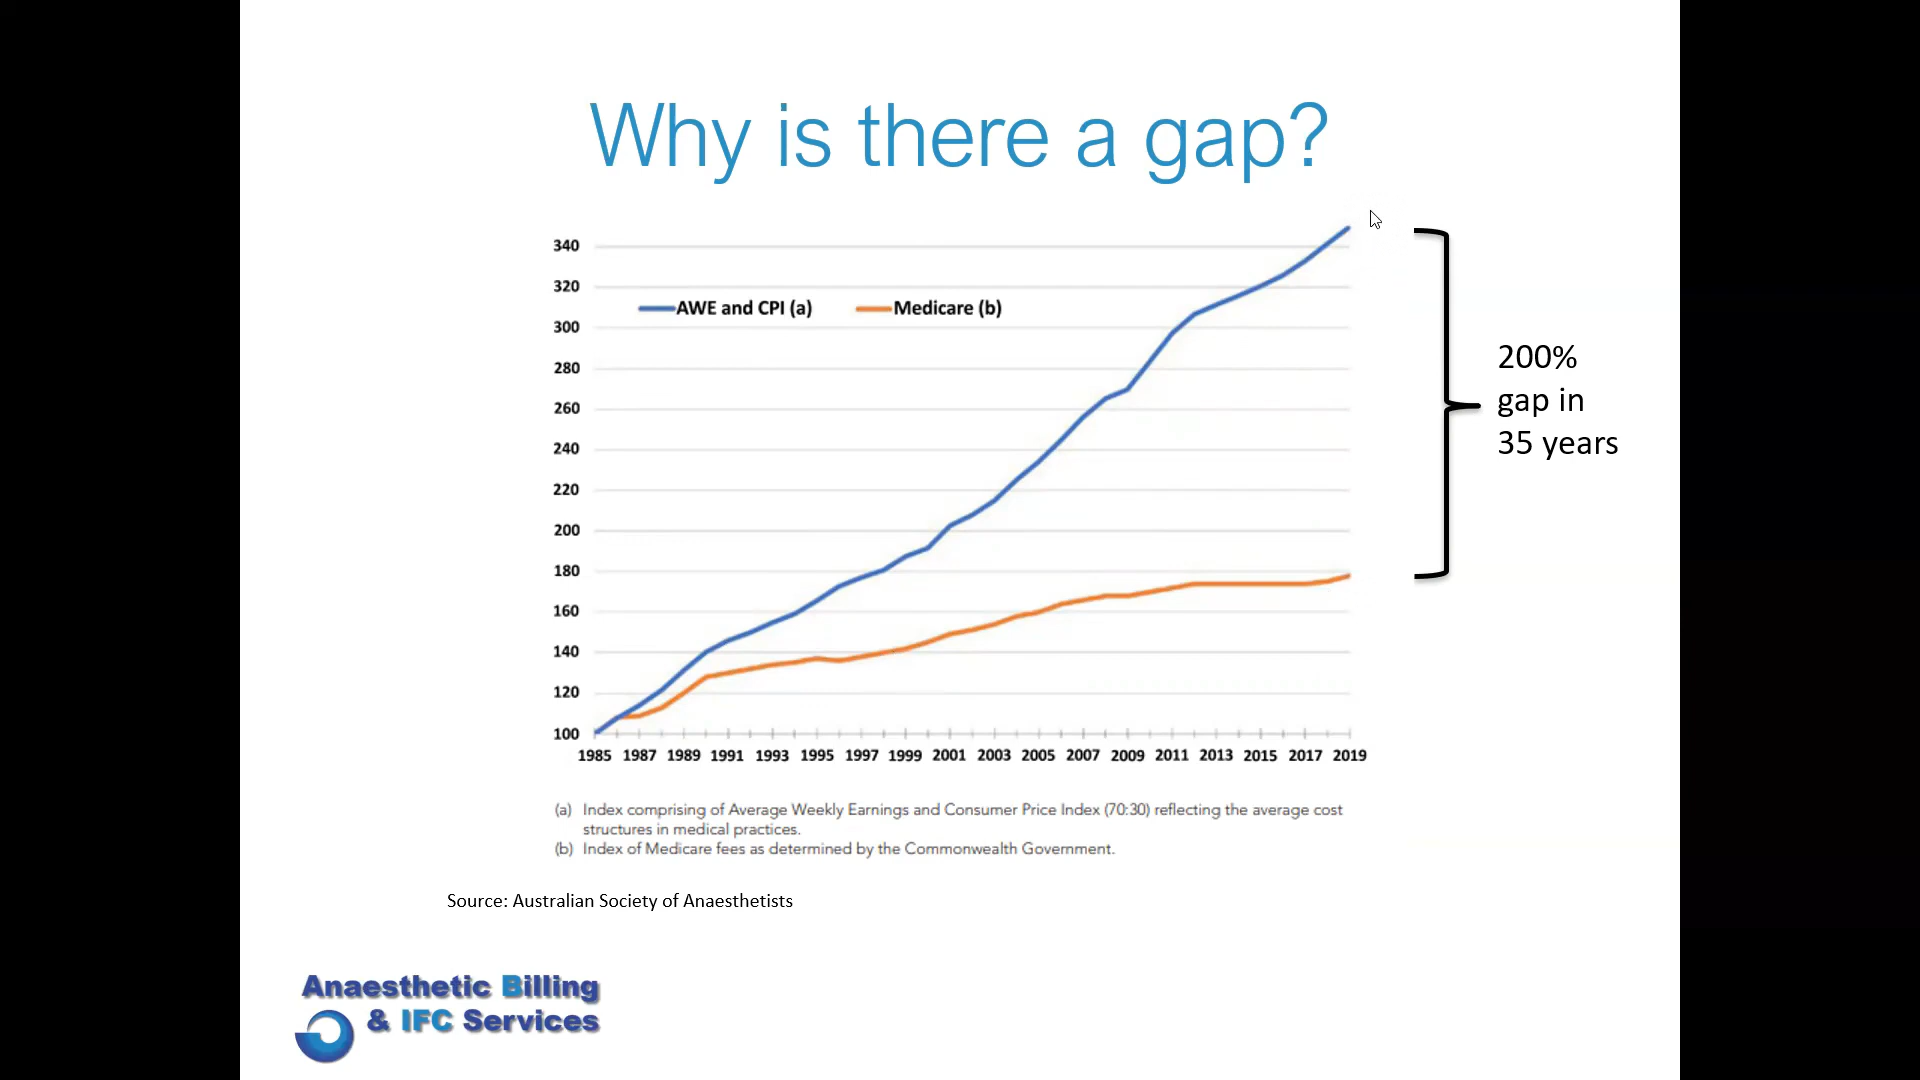 Why is there a gap?
340
320
300
280
260
240
220
200
180
160
140
120
100
AWE and CPI (a) Medicare (b)
1985 1987 1989 1991 1993 1995 1997 1999 2001 2003 2005 2007 2009 2011 2013 2015 2017 2019
200%
gap in
35 years
(a) Index comprising of Average Weekly Earnings and Consumer Price Index (70:30) reflecting the average cost
structures in medical practices.
(b) Index of Medicare fees as determined by the Commonwealth Government.
Source: Australian Society of Anaesthetists
Anaesthetic Billing
& IFC Services